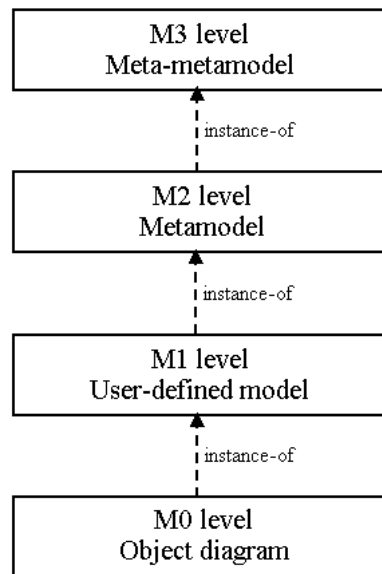 M3 level
Meta-metamodel
instance-of
M2 level
Metamodel
instance-of
M1 level
User-defined model
instance-of
M0 level
Object diagram